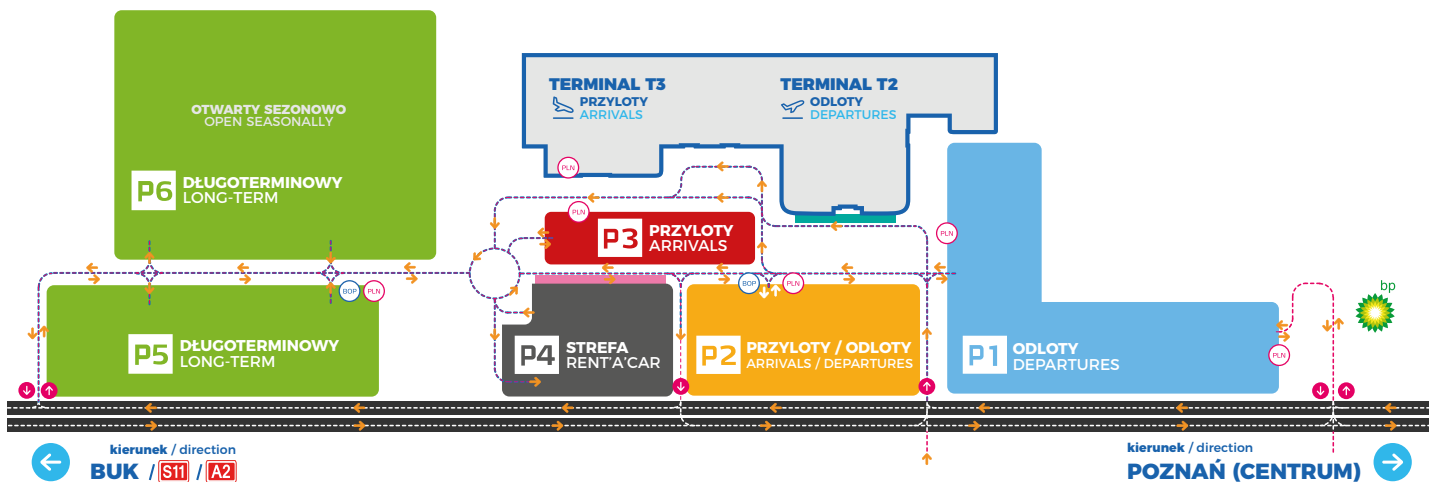 OTWARTY SEZONOWO
OPEN SEASONALLY
P6 DŁUGOTERMINOWY
LONG-TERM
TERMINAL T3
PRZYLOTY
ARRIVALS
TERMINAL T2
ODLOTY
DEPARTURES
PLN
PLN
P3 PRZYLOTY
ARRIVALS
PLN
BOP
PLN
BOP
PLN
bp
P5 DŁUGOTERMINOWY
LONG-TERM
P4 STREFA
RENT'A'CAR
P2 PRZYLOTY / ODLOTY
ARRIVALS / DEPARTURES
P1 ODLOTY
DEPARTURES
PLN
kierunek / direction
BUK / S11 / A2
kierunek / direction
POZNAŃ (CENTRUM)